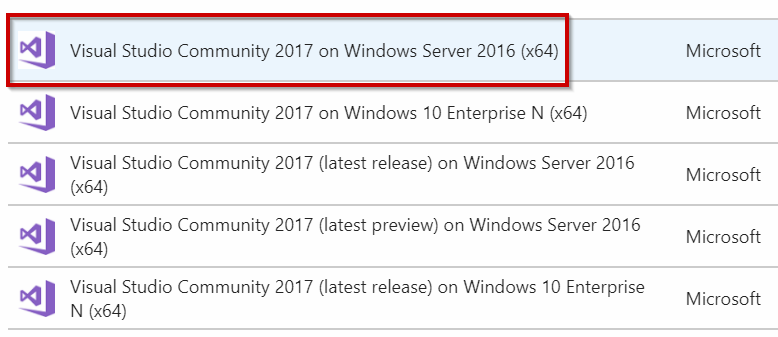 Visual Studio Community 2017 on Windows Server 2016 (x64) Microsoft
Visual Studio Community 2017 on Windows 10 Enterprise N (x64) Microsoft
Visual Studio Community 2017 (latest release) on Windows Server 2016
(x64)
Microsoft
Visual Studio Community 2017 (latest preview) on Windows Server 2016
(x64)
Microsoft
Visual Studio Community 2017 (latest release) on Windows 10 Enterprise
N (x64)
Microsoft